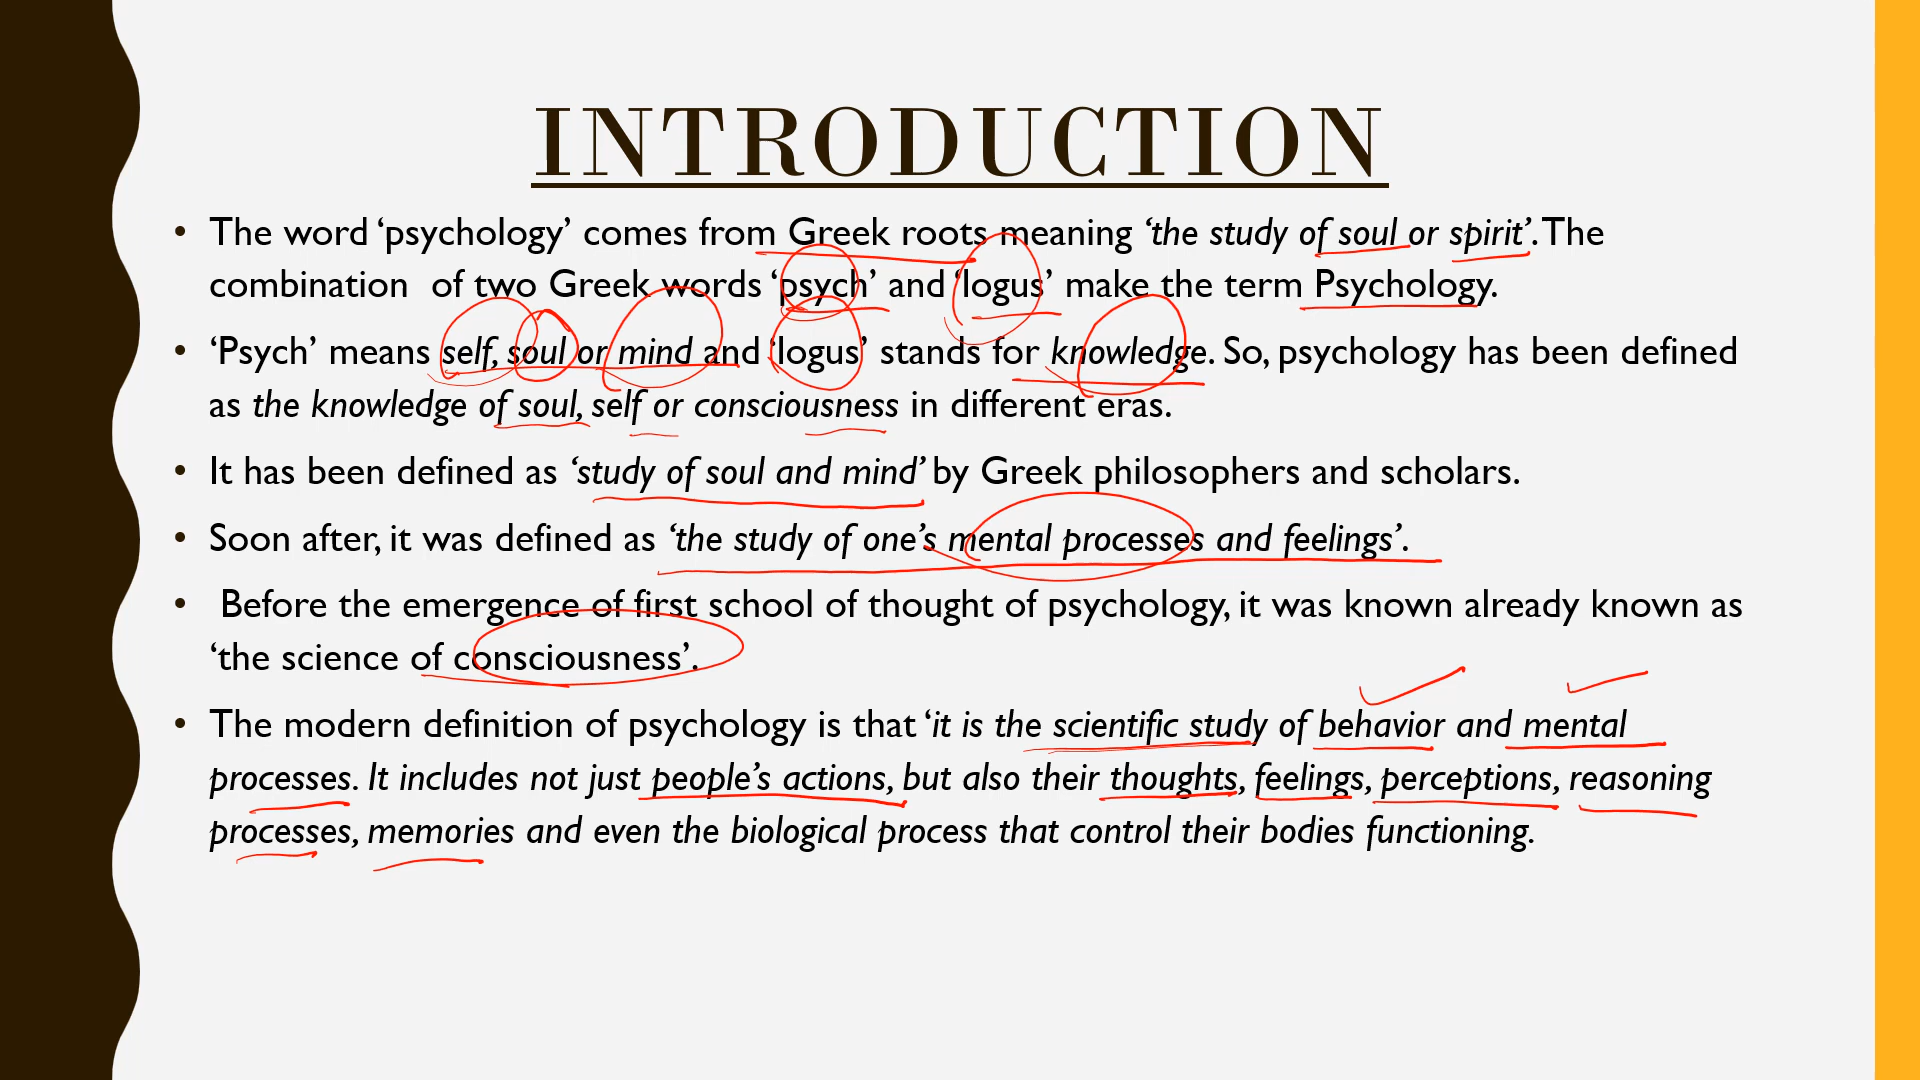 INTRODUCTION
• The word ‘psychology’ comes from Greek roots meaning ‘the study of soul or spirit’. The
combination of two Greek words ‘psych’ and ‘logus’ make the term Psychology.
• ‘Psych’ means self, soul or mind and ‘logus’ stands for knowledge. So, psychology has been defined
as the knowledge of soul, self or consciousness in different eras.
• It has been defined as ‘study of soul and mind’ by Greek philosophers and scholars.
• Soon after, it was defined as ‘the study of one’s mental processes and feelings’.
• Before the emergence of first school of thought of psychology, it was known already known as
‘the science of consciousness’.
• The modern definition of psychology is that ‘it is the scientific study of behavior and mental
processes. It includes not just people’s actions, but also their thoughts, feelings, perceptions, reasoning
processes, memories and even the biological process that control their bodies functioning.